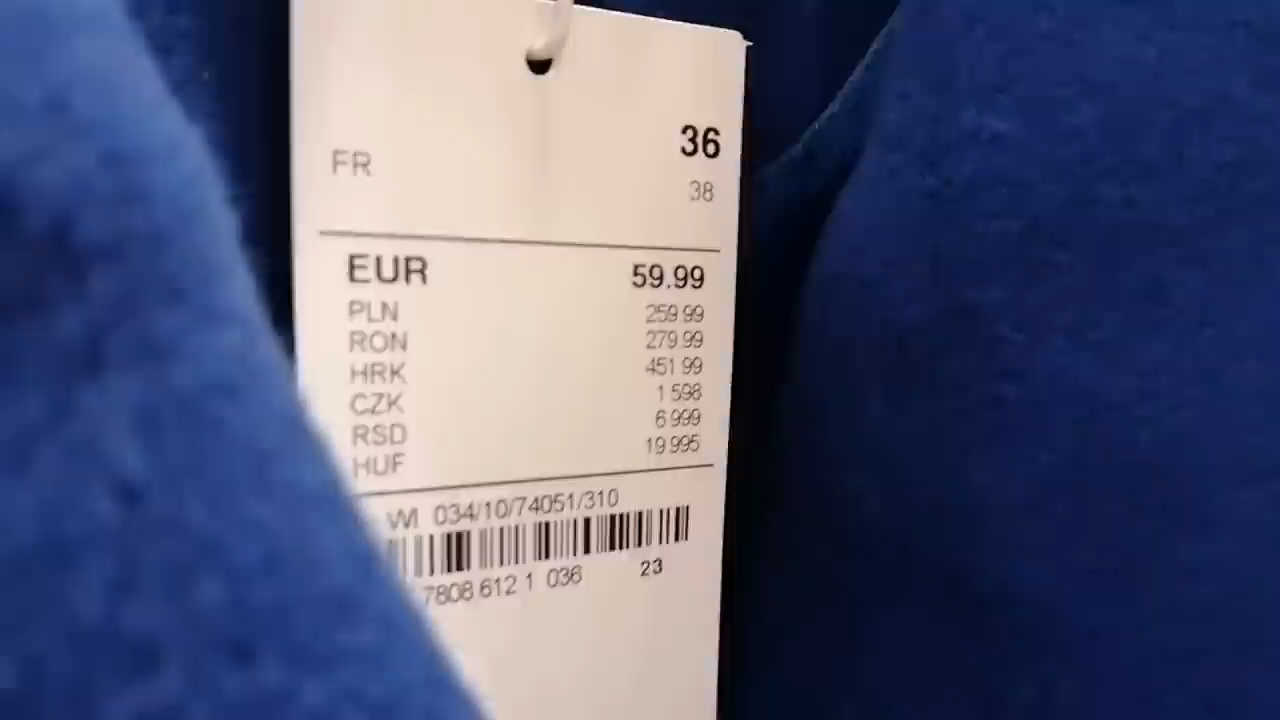 36
FR 38
EUR 59.99
PLN 259.99
RON 279.99
HRK 451.99
CZK 1 598
RSD 6 999
HUF 19 995
WI 034/10/74051/310
7808 612 1 036 23